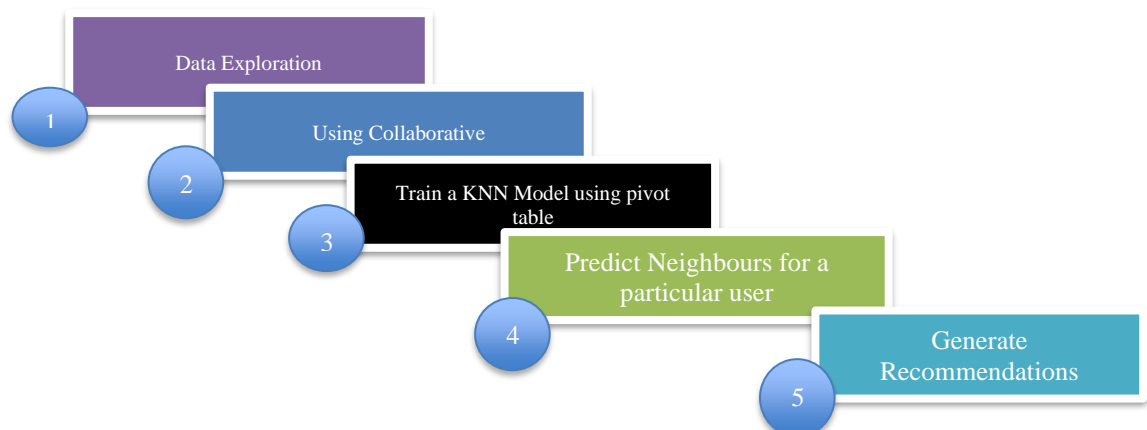 Data Exploration
1
Using Collaborative
2
Train a KNN Model using pivot
table
3
Predict Neighbours for a
particular user
4
Generate
Recommendations
5